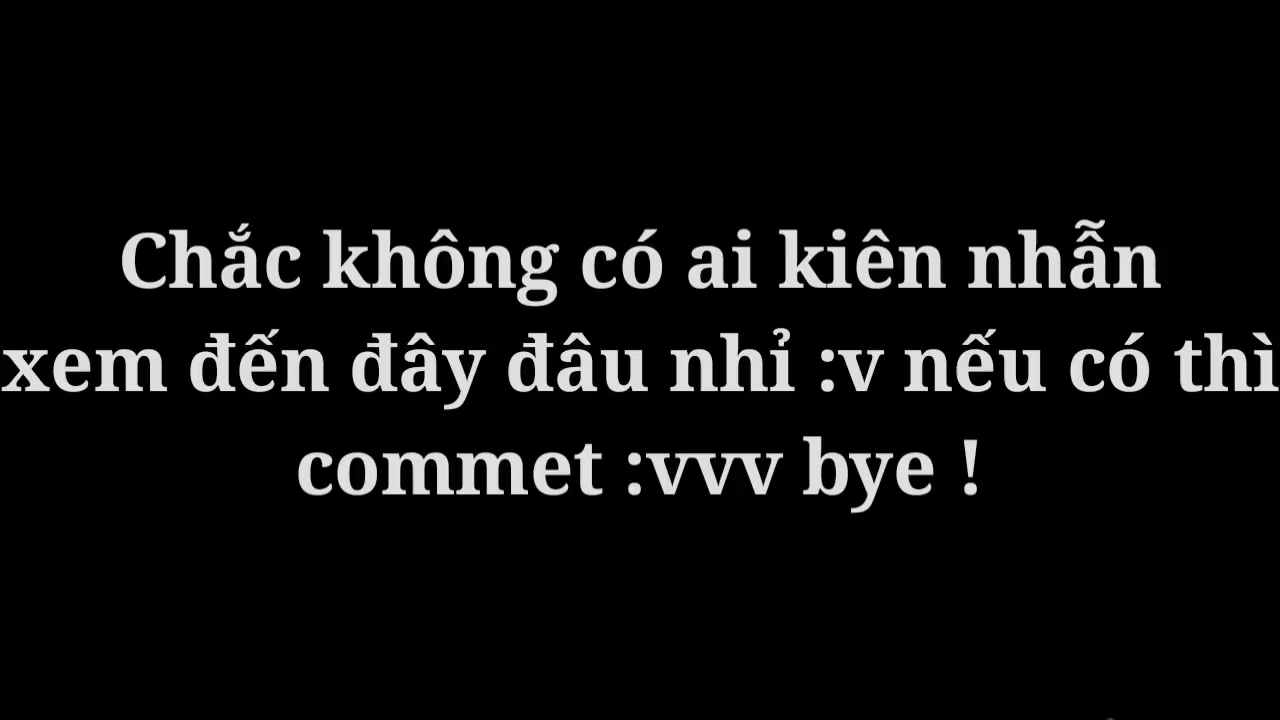 Chắc không có ai kiên nhẫn
xem đến đây đâu nhỉ :v nếu có thì
commet :vvv bye !